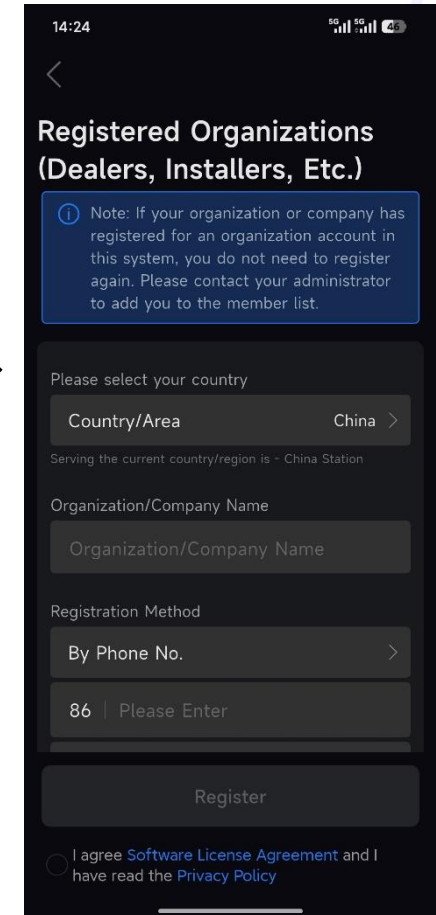 14:24
5G 5G 46
Registered Organizations
(Dealers, Installers, Etc.)
Note: If your organization or company has
registered for an organization account in
this system, you do not need to register
again. Please contact your administrator
to add you to the member list.
Please select your country
Country/Area China
Serving the current country/region is - China Station
Organization/Company Name
Organization/Company Name
Registration Method
By Phone No.
86 Please Enter
Register
I agree Software License Agreement and I
have read the Privacy Policy